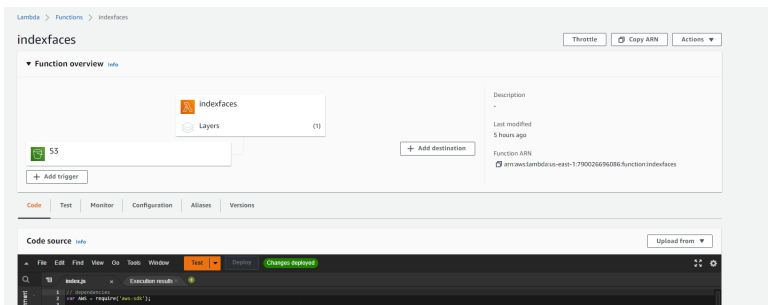 Lambda > Functions > indexfaces
indexfaces
Throttle Copy ARN Actions ▼
▼ Function overview Info
indexfaces
Layers (1)
S3
+ Add trigger
+ Add destination
Description
-
Last modified
5 hours ago
Function ARN
arn:aws:lambda:us-east-1:790026696086:function:indexfaces
Code Test Monitor Configuration Aliases Versions
Code source Info
Upload from ▼
File Edit Find View Go Tools Window Test Deploy Changes deployed
index.js × Execution results
1 // dependencies
2 var AWS = require('aws-sdk');